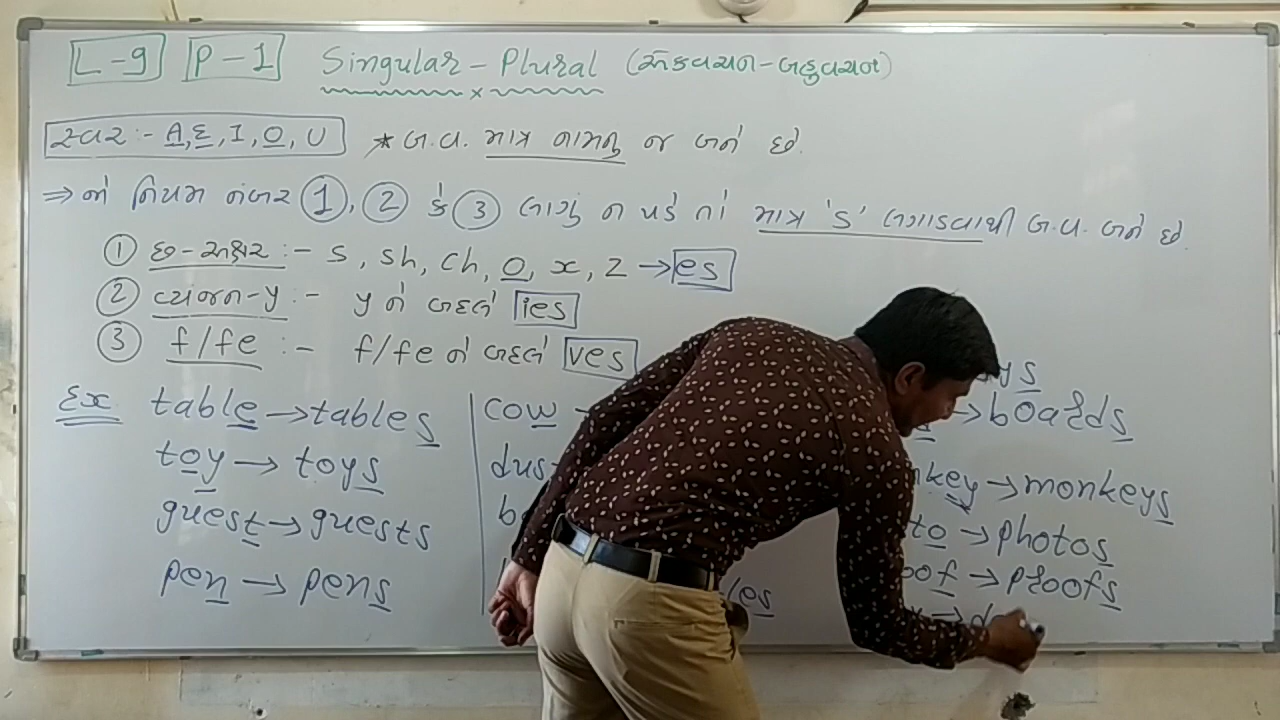 L-9 P-1 Singular - Plural (એકવચન - બહુવચન)
સ્વર :- A, E, I, O, U * બ.વ. માત્ર નામનું જ બને છે.
⇒ જો નિયમ નંબર 1, 2 કે 3 લાગુ ન પડે તો માત્ર 's' લગાડવાથી બ.વ. બને છે.
① છ-અક્ષર :- s, sh, ch, o, x, z → es
② વ્યંજન-y :- y ને બદલે ies
③ f/fe :- f/fe ને બદલે ves
Ex table → tables
toy → toys
guest → guests
pen → pens
cow
ys
→ boards
→ monkeys
→ photos
→ proofs